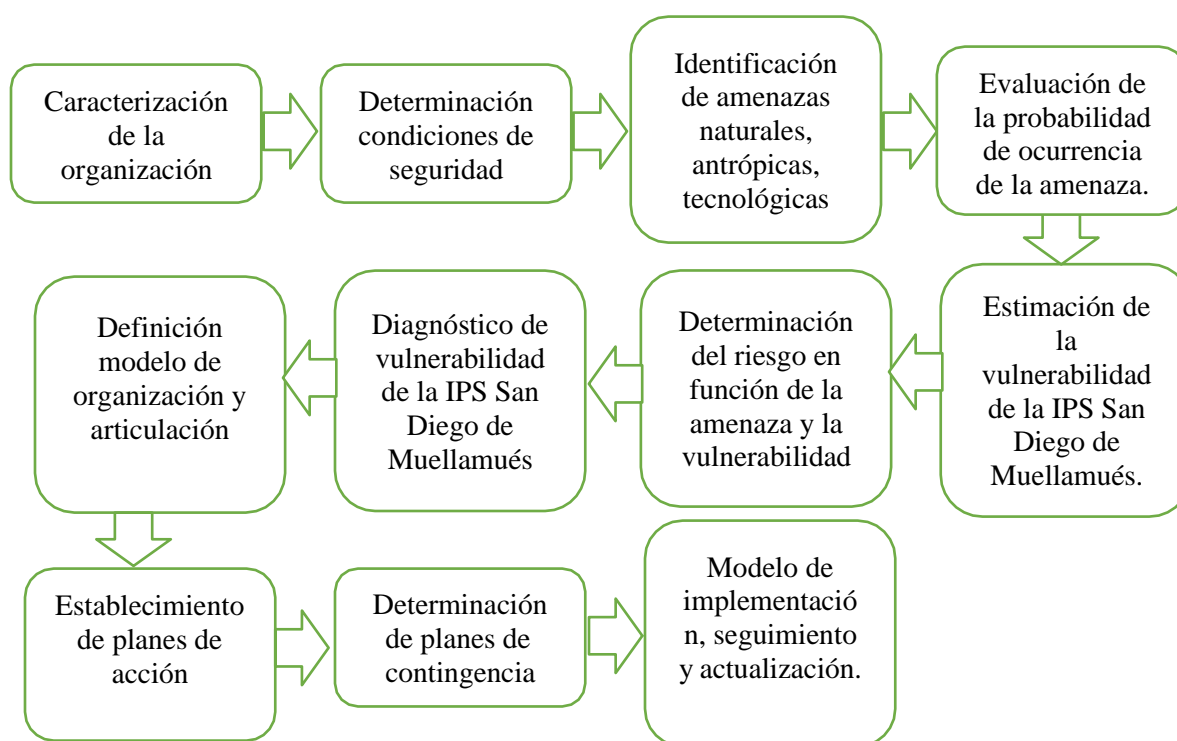 Caracterización
de la
organización
Determinación
condiciones de
seguridad
Identificación
de amenazas
naturales,
antrópicas,
tecnológicas
Evaluación de
la probabilidad
de ocurrencia
de la amenaza.
Estimación de
la
vulnerabilidad
de la IPS San
Diego de
Muellamués.
Determinación
del riesgo en
función de la
amenaza y la
vulnerabilidad
Diagnóstico de
vulnerabilidad
de la IPS San
Diego de
Muellamués
Definición
modelo de
organización y
articulación
Establecimiento
de planes de
acción
Determinación
de planes de
contingencia
Modelo de
implementació
n, seguimiento
y actualización.